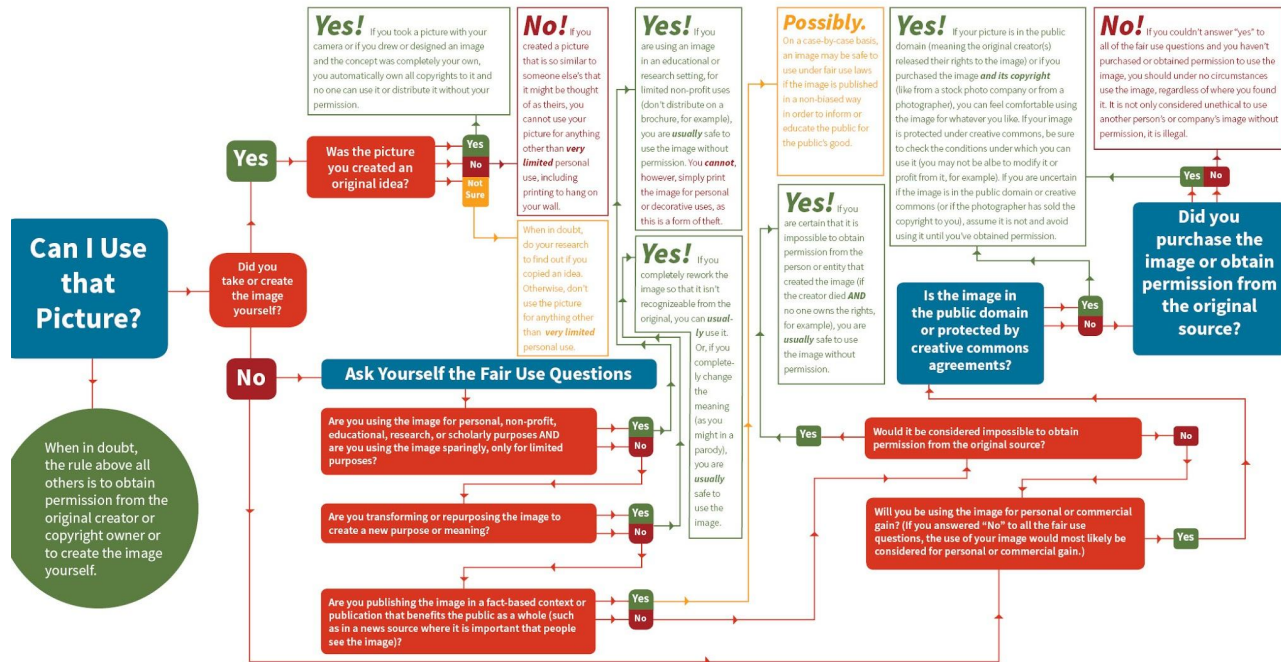 Can I Use
that
Picture?
When in doubt,
the rule above all
others is to obtain
permission from the
original creator or
copyright owner or
to create the image
yourself.
Did you
take or create
the image
yourself?
Yes
Was the picture
you created an
original idea?
Yes
No
Not
Sure
Yes! If you took a picture with your
camera or if you drew or designed an image
and the concept was completely your own,
you automatically own all copyrights to it and
no one can use it or distribute it without your
permission.
No! If you
created a picture
that is so similar to
someone else's that
it might be thought
of as theirs, you
cannot use your
picture for anything
other than very
limited personal
use, including
printing to hang on
your wall.
When in doubt,
do your research
to find out if you
copied an idea.
Otherwise, don't
use the picture
for anything other
than very limited
personal use.
No
Ask Yourself the Fair Use Questions
Are you using the image for personal, non-profit,
educational, research, or scholarly purposes AND
are you using the image sparingly, only for limited
purposes?
Yes
No
Are you transforming or repurposing the image to
create a new purpose or meaning?
Yes
No
Are you publishing the image in a fact-based context or
publication that benefits the public as a whole (such
as in a news source where it is important that people
see the image)?
Yes
No
Yes! If you
are using an image
in an educational or
research setting, for
limited non-profit uses
(don't distribute on a
brochure, for example),
you are usually safe to
use the image without
permission. You cannot,
however, simply print
the image for personal
or decorative uses, as
this is a form of theft.
Yes! If you
completely rework the
image so that it isn't
recognizeable from the
original, you can usual-
ly use it.
Or, if you
complete-
ly change
the
meaning
(as you
might in a
parody),
you are
usually
safe to
use the
image.
Possibly.
On a case-by-case basis,
an image may be safe to
use under fair use laws
if the image is published
in a non-biased way
in order to inform or
educate the public for
the public's good.
Yes! If you
are certain that it is
impossible to obtain
permission from the
person or entity that
created the image (if
the creator died AND
no one owns the rights,
for example), you are
usually safe to use
the image without
permission.
Yes
Would it be considered impossible to obtain
permission from the original source?
No
Will you be using the image for personal or commercial
gain? (If you answered "No" to all the fair use
questions, the use of your image would most likely be
considered for personal or commercial gain.)
Yes
Is the image in
the public domain
or protected by
creative commons
agreements?
Yes
No
Yes! If your picture is in the public
domain (meaning the original creator(s)
released their rights to the image) or if you
purchased the image and its copyright
(like from a stock photo company or from a
photographer), you can feel comfortable using
the image for whatever you like. If your image
is protected under creative commons, be sure
to check the conditions under which you can
use it (you may not be albe to modify it or
profit from it, for example). If you are uncertain
if the image is in the public domain or creative
commons (or if the photographer has sold the
copyright to you), assume it is not and avoid
using it until you've obtained permission.
Did you
purchase the
image or obtain
permission from
the original
source?
Yes
No
No! If you couldn't answer "yes" to
all of the fair use questions and you haven't
purchased or obtained permission to use the
image, you should under no circumstances
use the image, regardless of where you found
it. It is not only considered unethical to use
another person's or company's image without
permission, it is illegal.